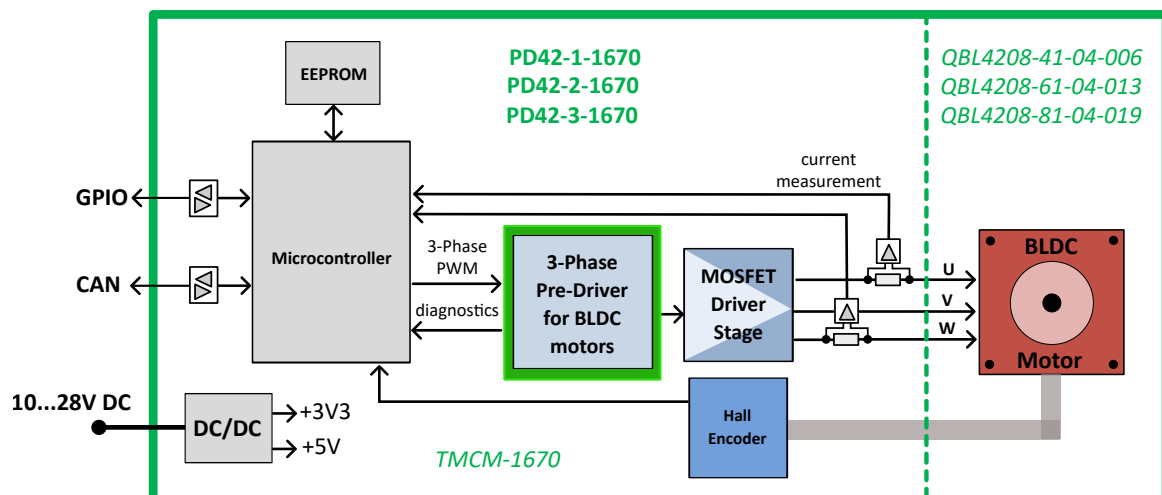 PD42-1-1670
PD42-2-1670
PD42-3-1670
QBL4208-41-04-006
QBL4208-61-04-013
QBL4208-81-04-019
EEPROM
current
measurement
GPIO
CAN
Microcontroller
3-Phase
PWM
diagnostics
3-Phase
Pre-Driver
for BLDC
motors
MOSFET
Driver
Stage
U
V
W
BLDC
Motor
10...28V DC
DC/DC
+3V3
+5V
Hall
Encoder
TMCM-1670